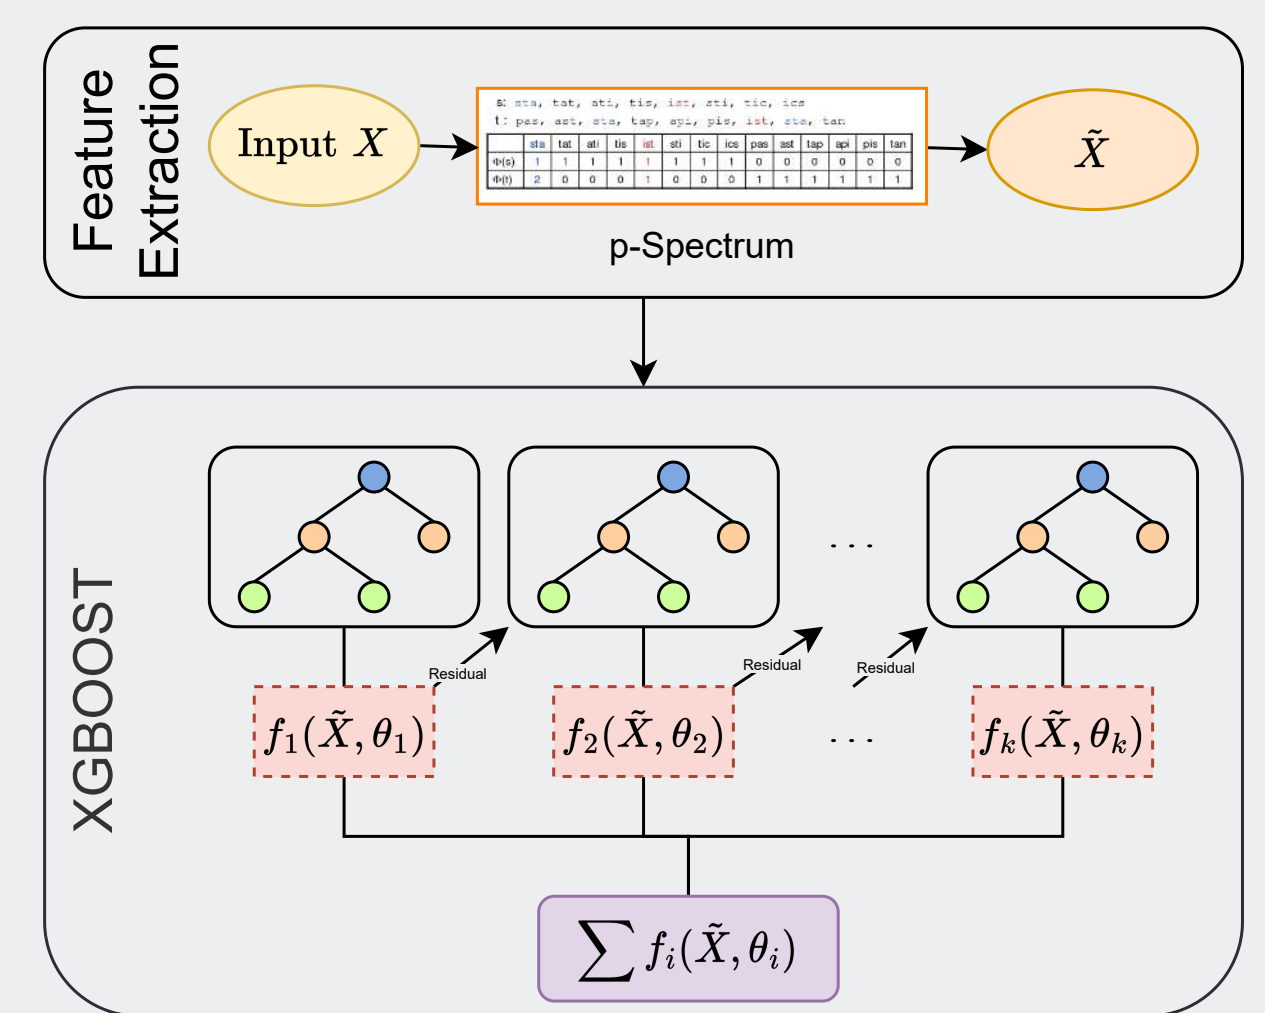 Feature
Extraction
Input X
s: sta, tat, ati, tis, ist, sti, tic, ics
t: pas, ast, sta, tap, api, pis, ist, sta, tan
sta tat ati tis ist sti tic ics pas ast tap api pis tan
Φ(s) 1 1 1 1 1 1 1 1 0 0 0 0 0 0
Φ(t) 2 0 0 0 1 0 0 0 1 1 1 1 1 1
X̃
p-Spectrum
XGBOOST
. . .
Residual
Residual
Residual
f₁(X̃, θ₁)
f₂(X̃, θ₂)
. . .
fₖ(X̃, θₖ)
∑ fᵢ(X̃, θᵢ)